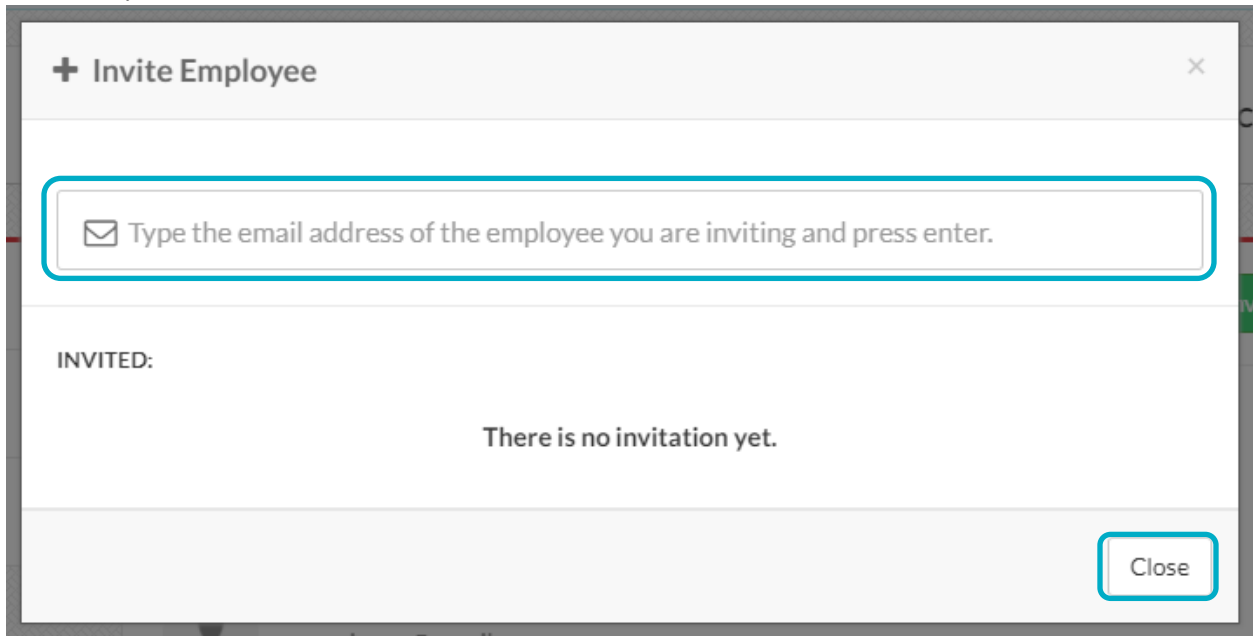 + Invite Employee
×
Type the email address of the employee you are inviting and press enter.
INVITED:
There is no invitation yet.
Close